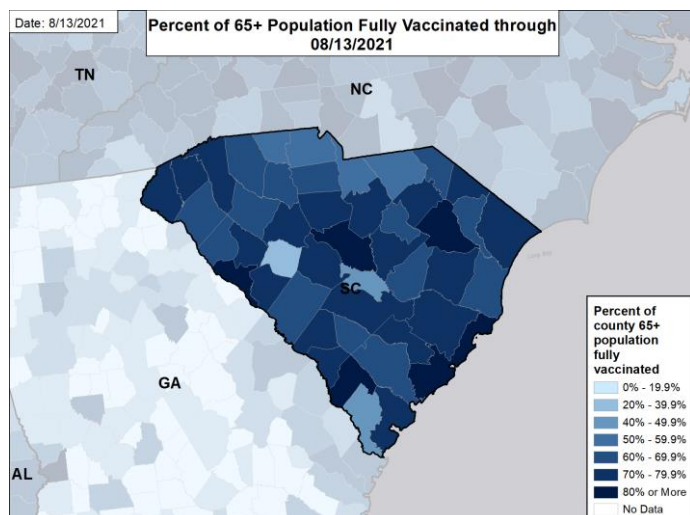 Date: 8/13/2021
Percent of 65+ Population Fully Vaccinated through
08/13/2021
TN
NC
SC
GA
AL
Percent of
county 65+
population
fully
vaccinated
0% - 19.9%
20% - 39.9%
40% - 49.9%
50% - 59.9%
60% - 69.9%
70% - 79.9%
80% or More
No Data